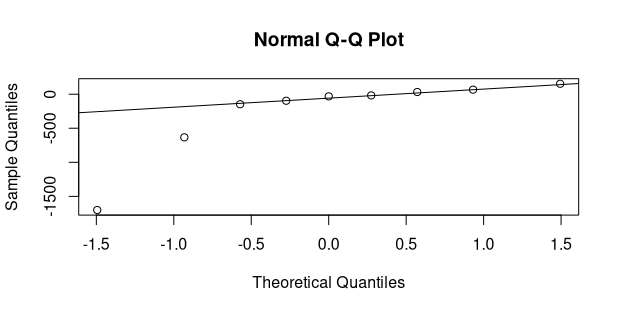 Normal Q-Q Plot
Sample Quantiles
0
-500
-1500
-1.5 -1.0 -0.5 0.0 0.5 1.0 1.5
Theoretical Quantiles